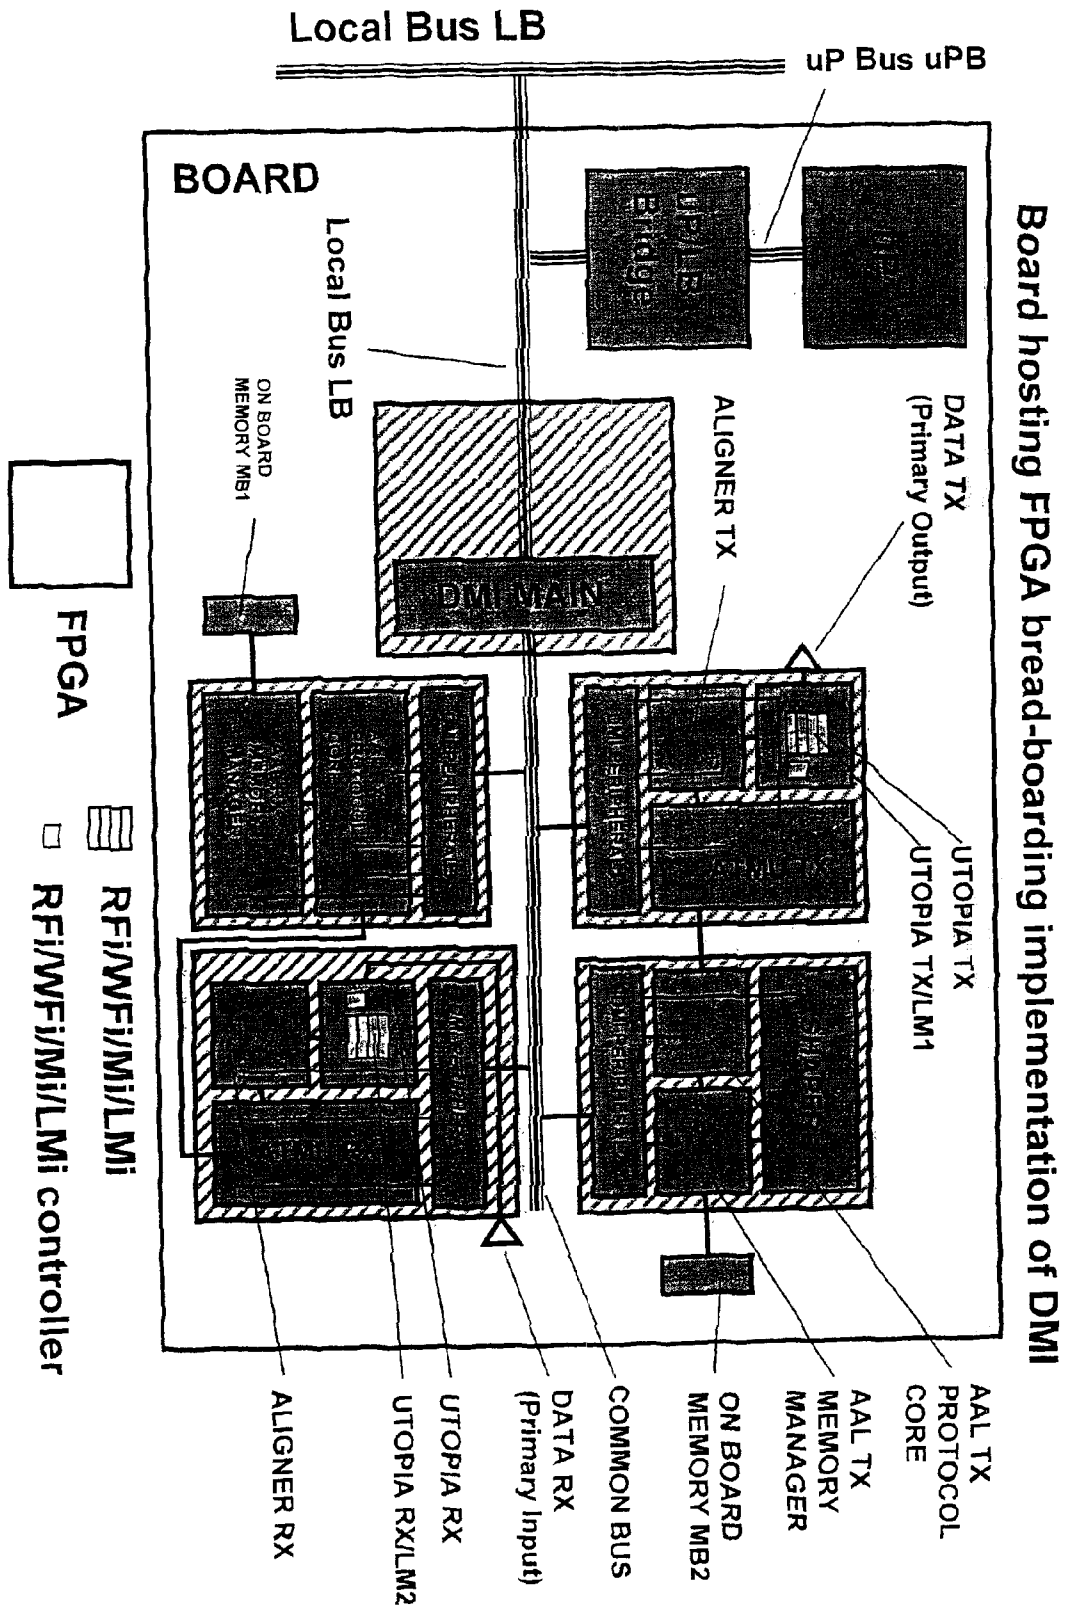 Board hosting FPGA bread-boarding implementation of DMI
uP Bus uPB
Local Bus LB
BOARD
uP/LB
Bridge
Local Bus LB
DATA TX
(Primary Output)
ALIGNER TX
UTOPIA TX
UTOPIA TX/LM1
DMI MAIN
ON BOARD
MEMORY MB1
AAL TX
PROTOCOL
CORE
AAL TX
MEMORY
MANAGER
ON BOARD
MEMORY MB2
COMMON BUS
DATA RX
(Primary Input)
UTOPIA RX
UTOPIA RX/LM2
ALIGNER RX
FPGA
RFi/WFi/Mi/LMi
RFi/WFi/Mi/LMi controller